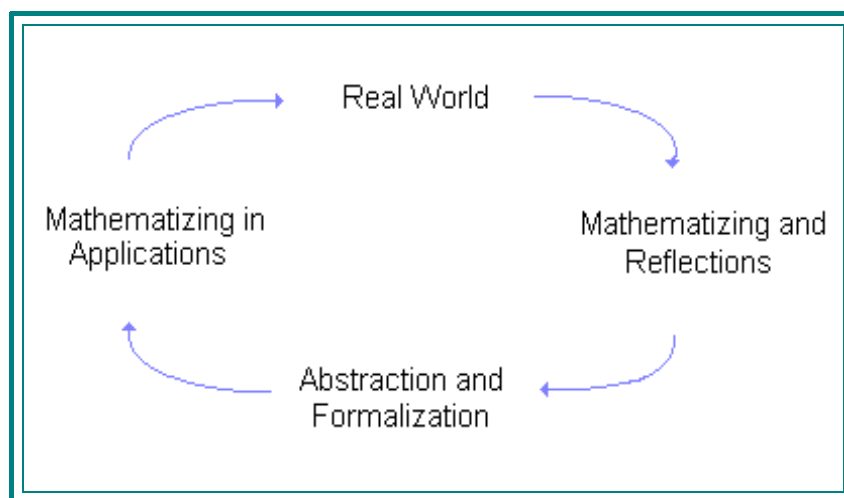 Real World
Mathematizing and
Reflections
Abstraction and
Formalization
Mathematizing in
Applications